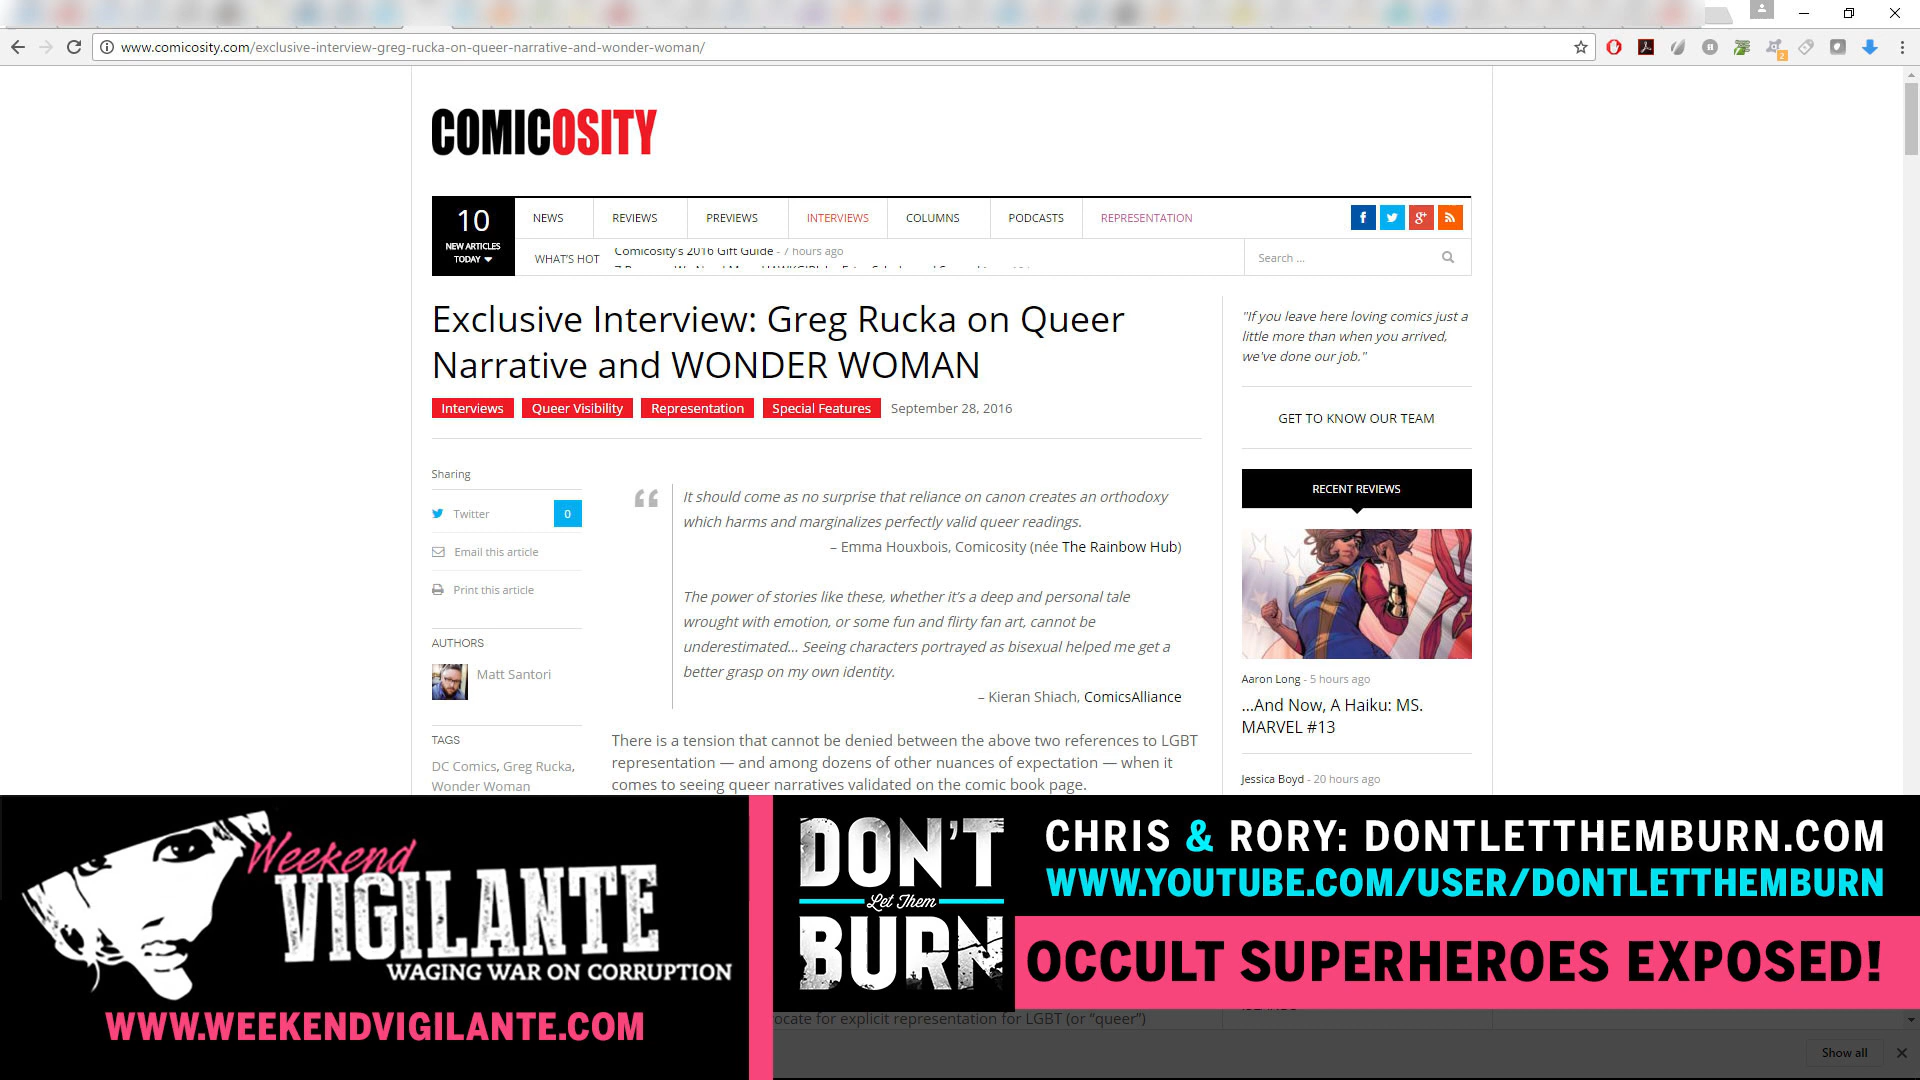 www.comicosity.com/exclusive-interview-greg-rucka-on-queer-narrative-and-wonder-woman/
2
COMICOSITY
10
NEW ARTICLES
TODAY
NEWS
REVIEWS
PREVIEWS
INTERVIEWS
COLUMNS
PODCASTS
REPRESENTATION
f
g+
WHAT'S HOT
Comicosity's 2016 Gift Guide - 7 hours ago
Search ...
Exclusive Interview: Greg Rucka on Queer
Narrative and WONDER WOMAN
Interviews
Queer Visibility
Representation
Special Features
September 28, 2016
Sharing
Twitter
0
Email this article
Print this article
AUTHORS
Matt Santori
TAGS
DC Comics, Greg Rucka,
Wonder Woman
“
It should come as no surprise that reliance on canon creates an orthodoxy
which harms and marginalizes perfectly valid queer readings.
– Emma Houxbois, Comicosity (née The Rainbow Hub)
The power of stories like these, whether it's a deep and personal tale
wrought with emotion, or some fun and flirty fan art, cannot be
underestimated... Seeing characters portrayed as bisexual helped me get a
better grasp on my own identity.
– Kieran Shiach, ComicsAlliance
There is a tension that cannot be denied between the above two references to LGBT
representation — and among dozens of other nuances of expectation — when it
comes to seeing queer narratives validated on the comic book page.
"If you leave here loving comics just a
little more than when you arrived,
we've done our job."
GET TO KNOW OUR TEAM
RECENT REVIEWS
Aaron Long - 5 hours ago
...And Now, A Haiku: MS.
MARVEL #13
Jessica Boyd - 20 hours ago
Weekend
VIGILANTE
WAGING WAR ON CORRUPTION
WWW.WEEKENDVIGILANTE.COM
DON'T
Let Them
BURN
CHRIS & RORY: DONTLETTHEMBURN.COM
WWW.YOUTUBE.COM/USER/DONTLETTHEMBURN
OCCULT SUPERHEROES EXPOSED!
ocate for explicit representation for LGBT (or “queer”)
Show all